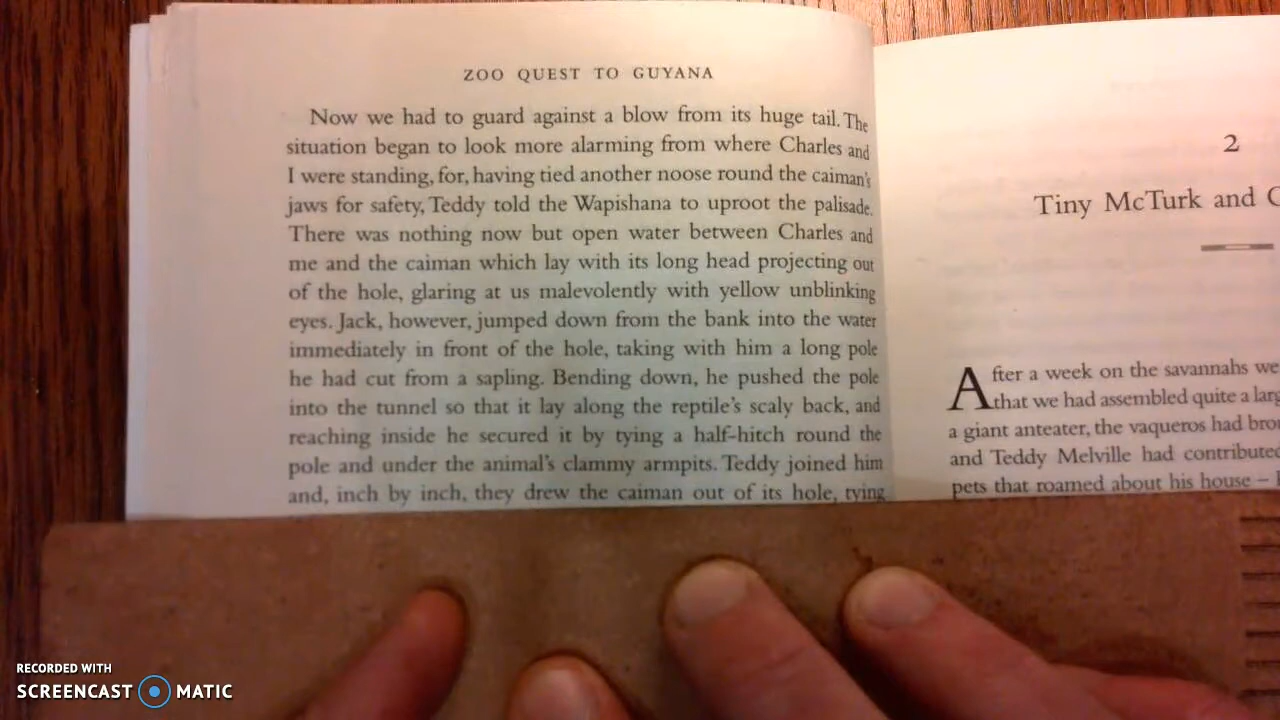 ZOO QUEST TO GUYANA
Now we had to guard against a blow from its huge tail. The
situation began to look more alarming from where Charles and
I were standing, for, having tied another noose round the caiman's
jaws for safety, Teddy told the Wapishana to uproot the palisade.
There was nothing now but open water between Charles and
me and the caiman which lay with its long head projecting out
of the hole, glaring at us malevolently with yellow unblinking
eyes. Jack, however, jumped down from the bank into the water
immediately in front of the hole, taking with him a long pole
he had cut from a sapling. Bending down, he pushed the pole
into the tunnel so that it lay along the reptile's scaly back, and
reaching inside he secured it by tying a half-hitch round the
pole and under the animal's clammy armpits. Teddy joined him
and, inch by inch, they drew the caiman out of its hole, tying
2
Tiny McTurk and
After a week on the savannahs we
that we had assembled quite a
a giant anteater, the vaqueros had
and Teddy Melville had contributed
pets that roamed about his house –
RECORDED WITH
SCREENCAST MATIC